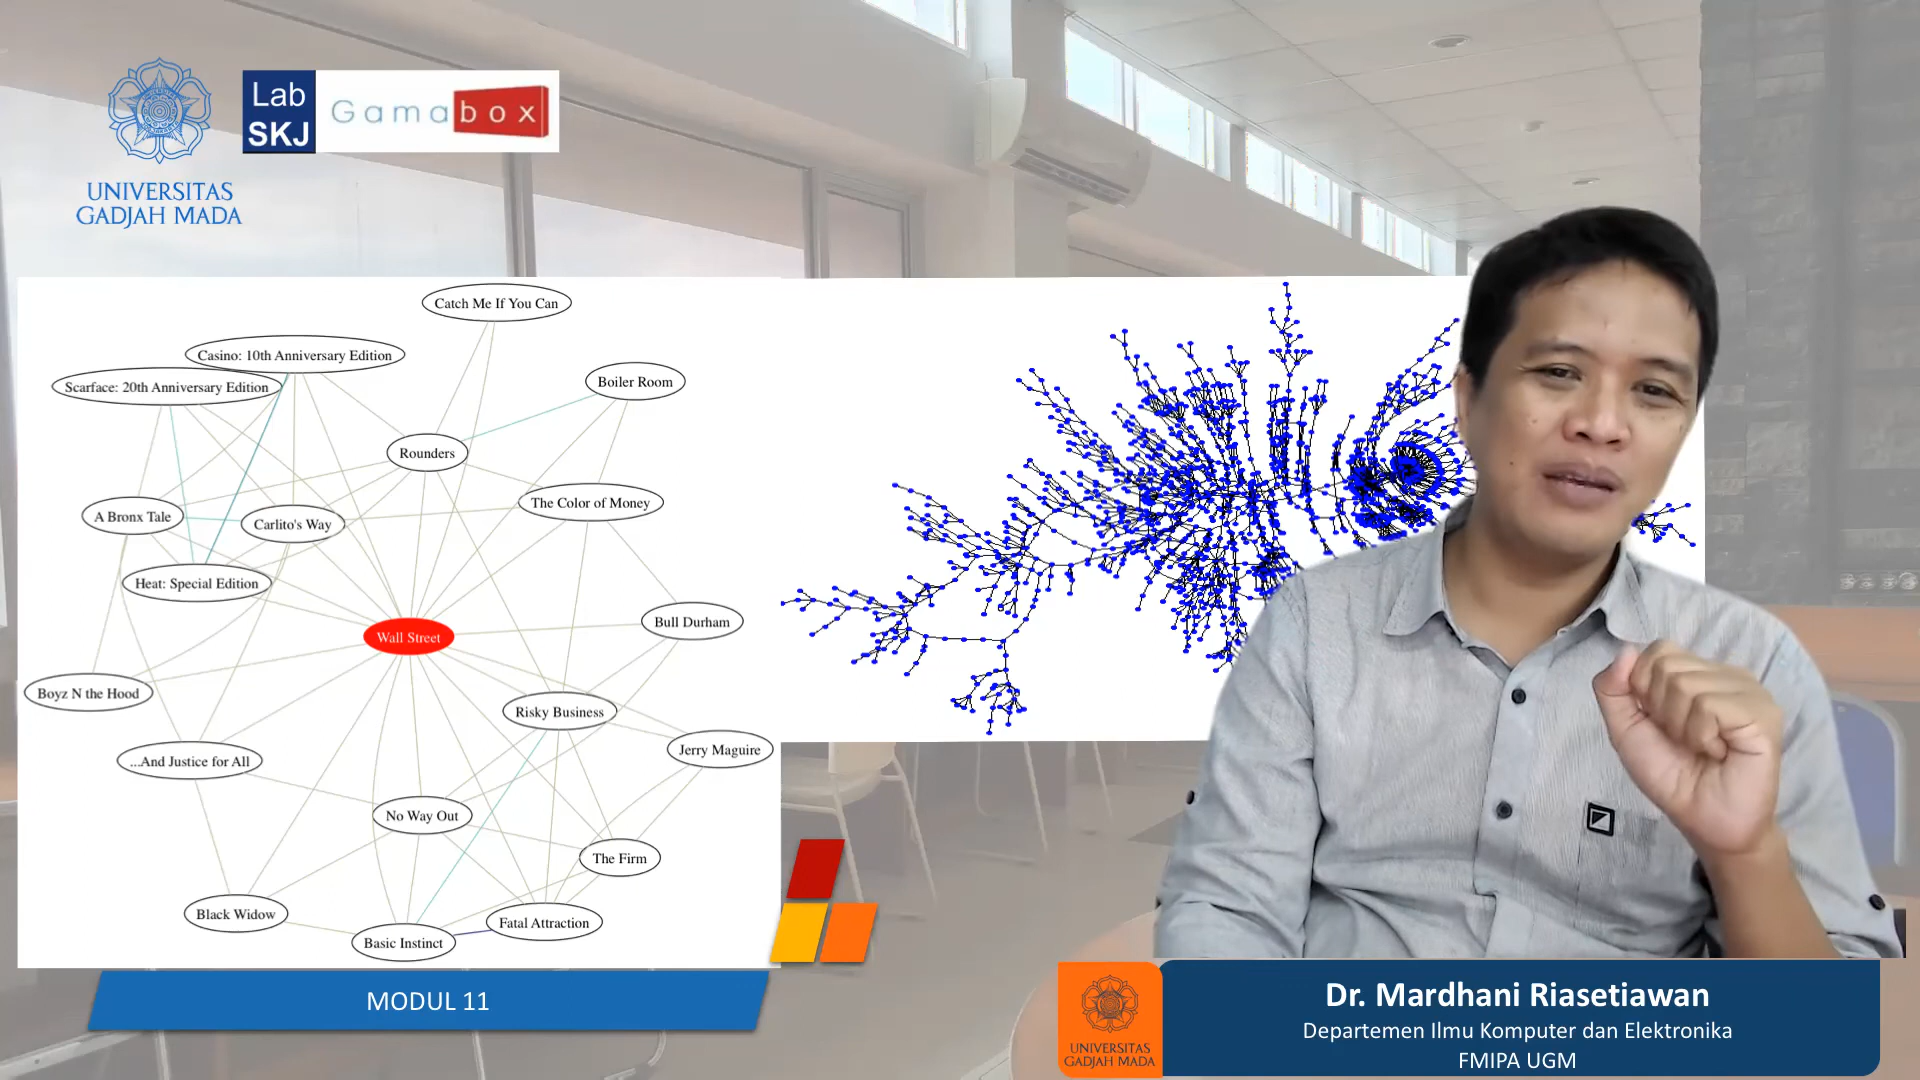 UNIVERSITAS
GADJAH MADA
Lab
SKJ
Gamabox
Catch Me If You Can
Casino: 10th Anniversary Edition
Scarface: 20th Anniversary Edition
Boiler Room
Rounders
The Color of Money
A Bronx Tale
Carlito's Way
Heat: Special Edition
Wall Street
Bull Durham
Boyz N the Hood
Risky Business
Jerry Maguire
...And Justice for All
No Way Out
The Firm
Black Widow
Fatal Attraction
Basic Instinct
MODUL 11
UNIVERSITAS
GADJAH MADA
Dr. Mardhani Riasetiawan
Departemen Ilmu Komputer dan Elektronika
FMIPA UGM